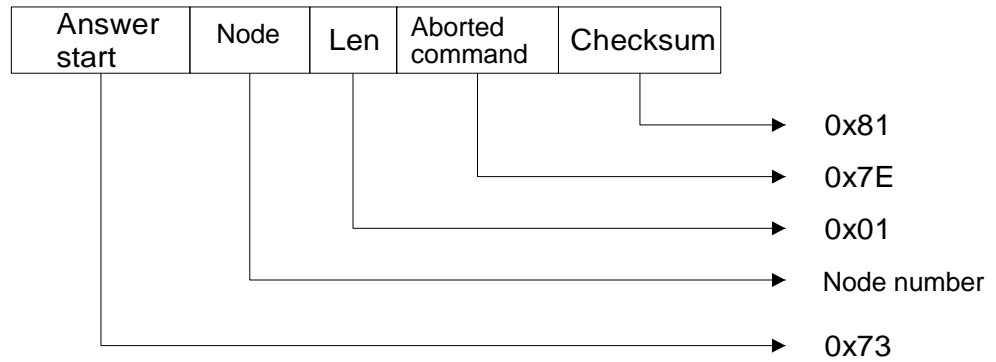 Answer start
Node
Len
Aborted command
Checksum
0x81
0x7E
0x01
Node number
0x73